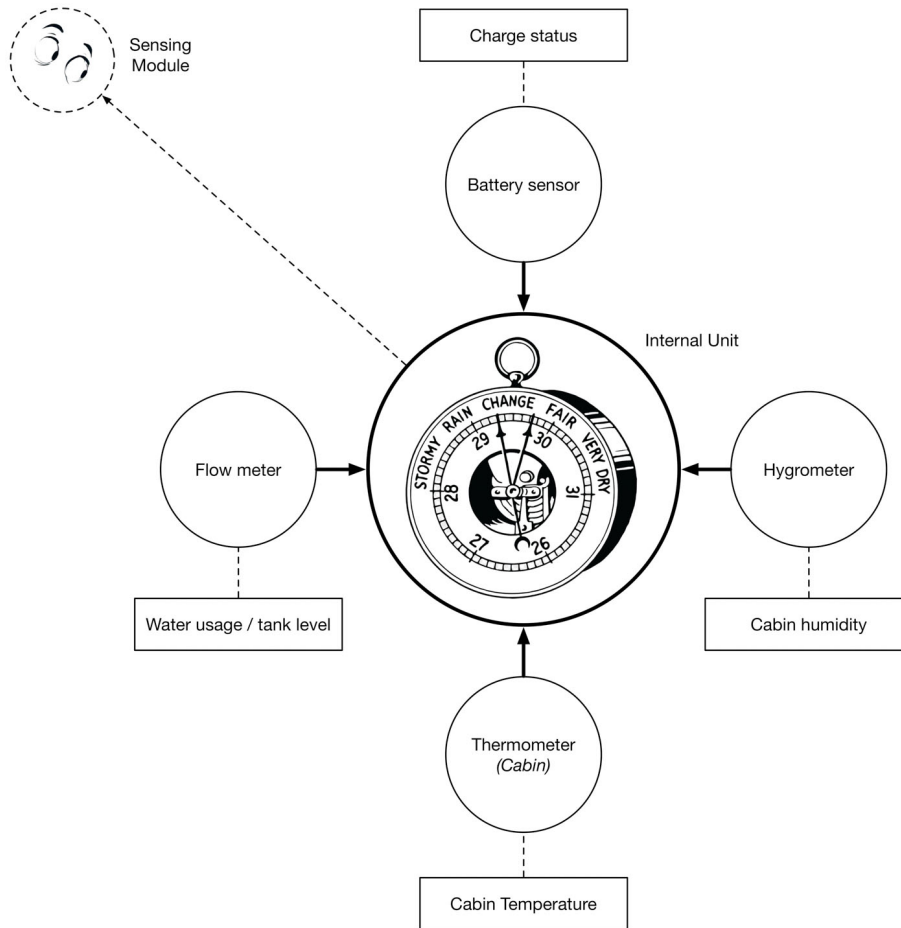 Sensing
Module
Charge status
Battery sensor
Internal Unit
STORMY RAIN CHANGE FAIR VERY DRY
29
30
28
31
27
26
Flow meter
Hygrometer
Water usage / tank level
Cabin humidity
Thermometer
(Cabin)
Cabin Temperature